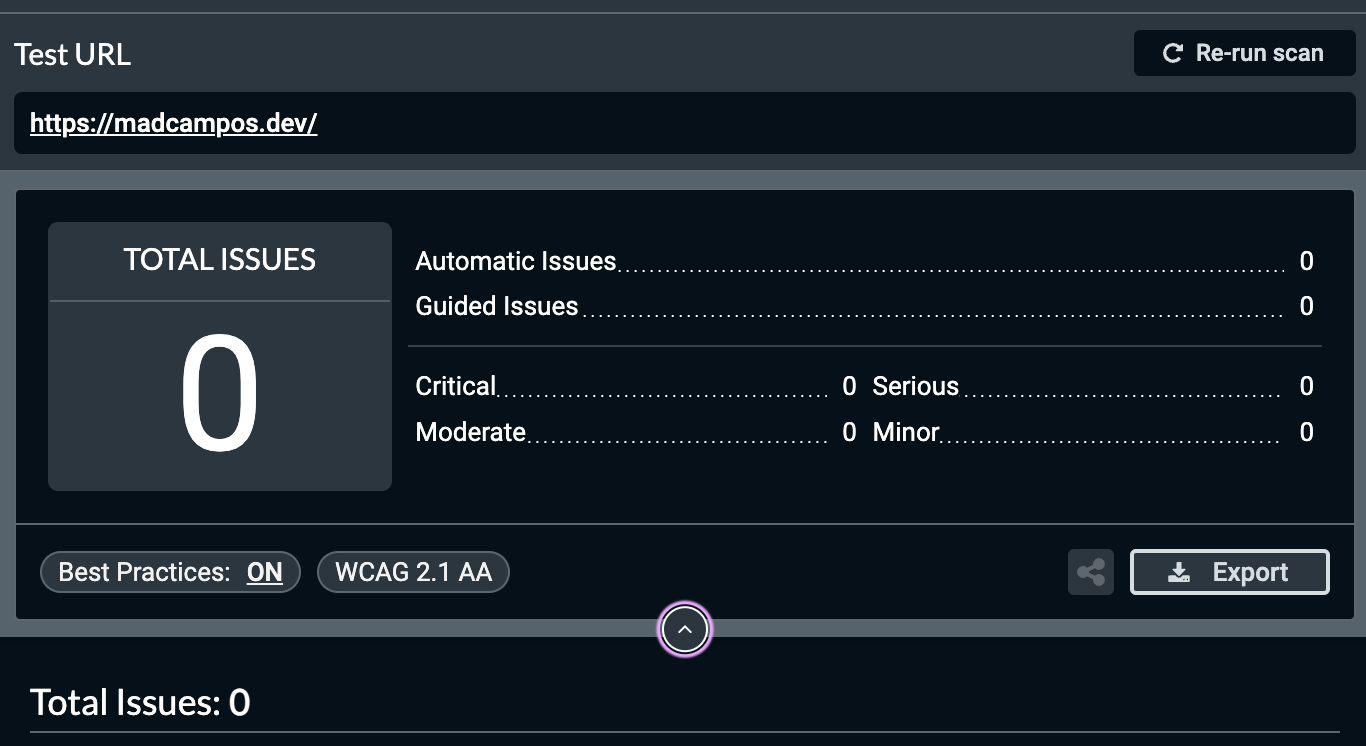 Test URL
Re-run scan
https://madcampos.dev/
TOTAL ISSUES
0
Automatic Issues 0
Guided Issues 0
Critical 0 Serious 0
Moderate 0 Minor 0
Best Practices: ON
WCAG 2.1 AA
Export
Total Issues: 0